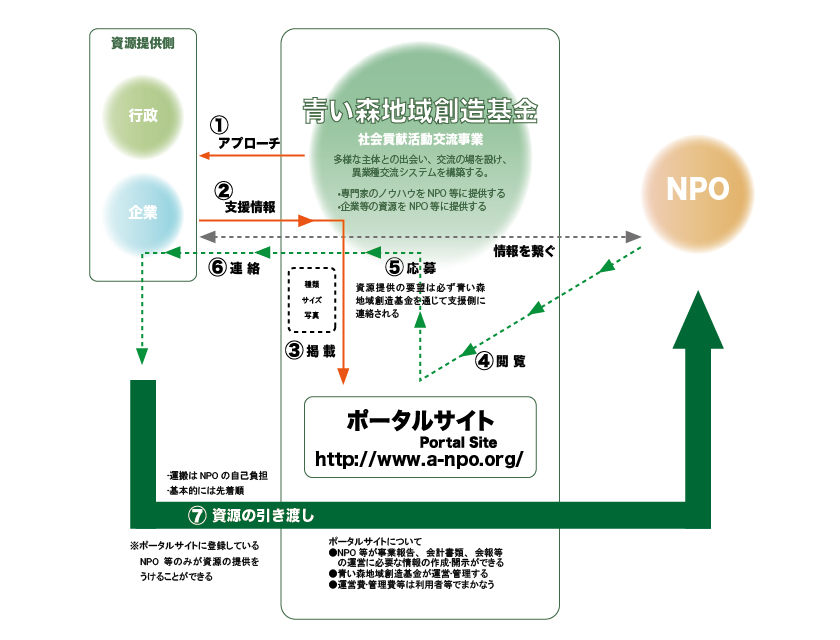 資源提供側
行政
企業
①
アプローチ
②
支援情報
青い森地域創造基金
社会貢献活動交流事業
多様な主体との出会い、交流の場を設け、
異業種交流システムを構築する。
・専門家のノウハウをNPO等に提供する
・企業等の資源をNPO等に提供する
NPO
情報を繋ぐ
⑥連絡
⑤応募
資源提供の要望は必ず青い森
地域創造基金を通じて支援側に
連絡される
種類
サイズ
写真
③掲載
④閲覧
ポータルサイト
Portal Site
http://www.a-npo.org/
・運搬はNPOの自己負担
・基本的には先着順
⑦資源の引き渡し
※ポータルサイトに登録している
NPO 等のみが資源の提供を
うけることができる
ポータルサイトについて
●NPO等が事業報告、会計書類、会報等
の運営に必要な情報の作成・開示ができる
●青い森地域創造基金が運営・管理する
●運営費・管理費等は利用者等でまかなう